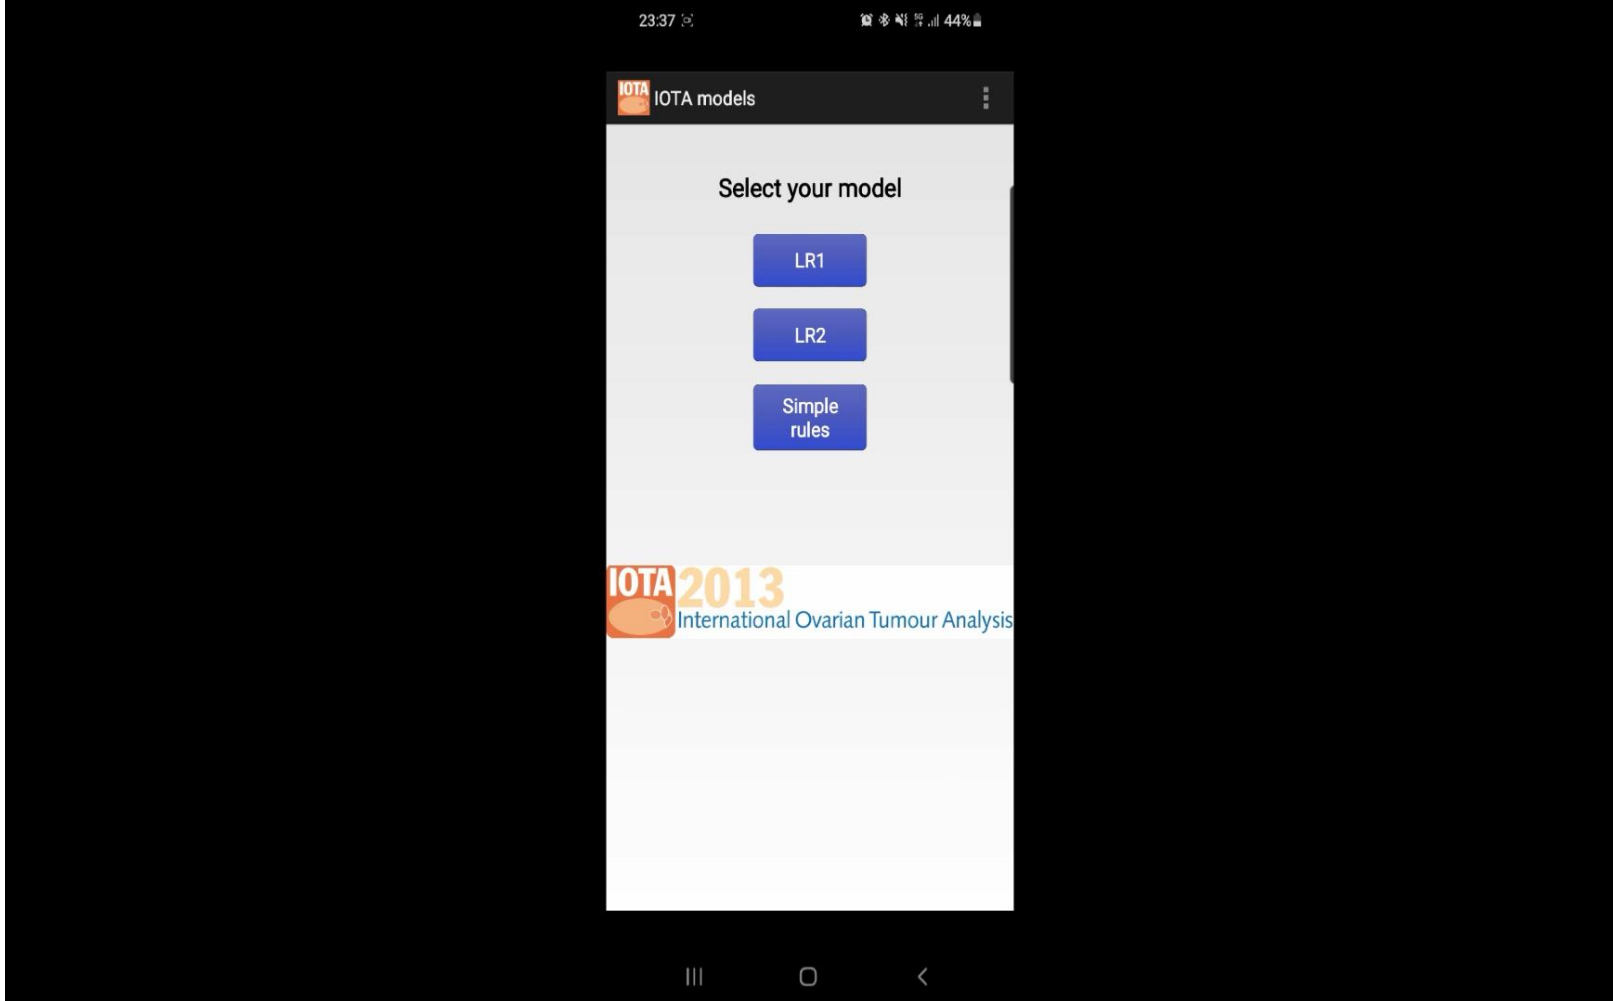 23:37
5G
44%
IOTA
IOTA models
Select your model
LR1
LR2
Simple
rules
IOTA 2013
International Ovarian Tumour Analysis